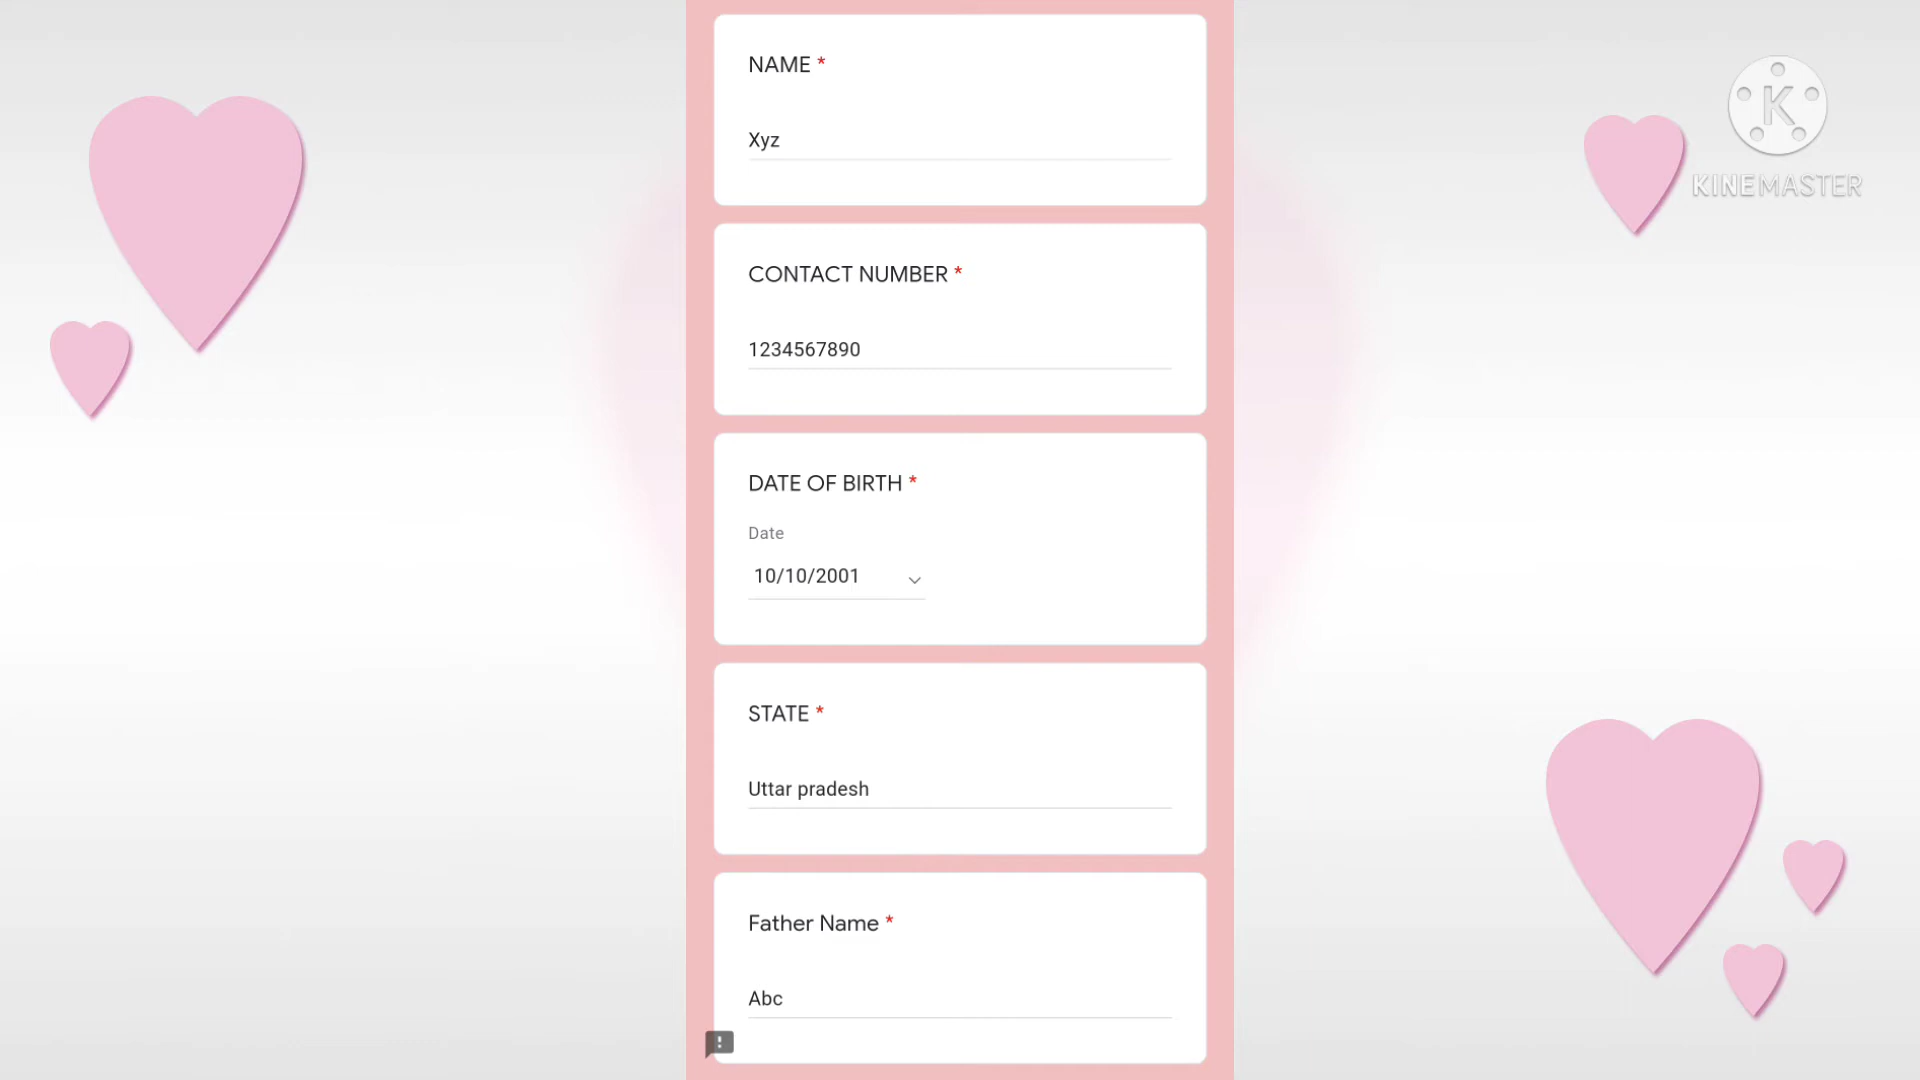 NAME *
Xyz
CONTACT NUMBER *
1234567890
DATE OF BIRTH *
Date
10/10/2001
STATE *
Uttar pradesh
Father Name *
Abc
!
K
KINEMASTER